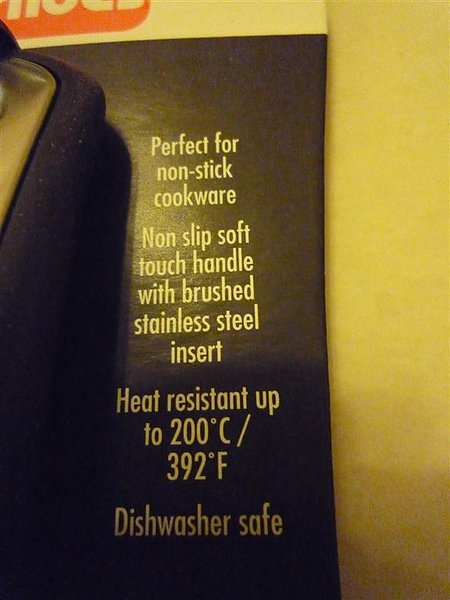 Perfect for
non-stick
cookware
Non slip soft
touch handle
with brushed
stainless steel
insert
Heat resistant up
to 200°C /
392°F
Dishwasher safe